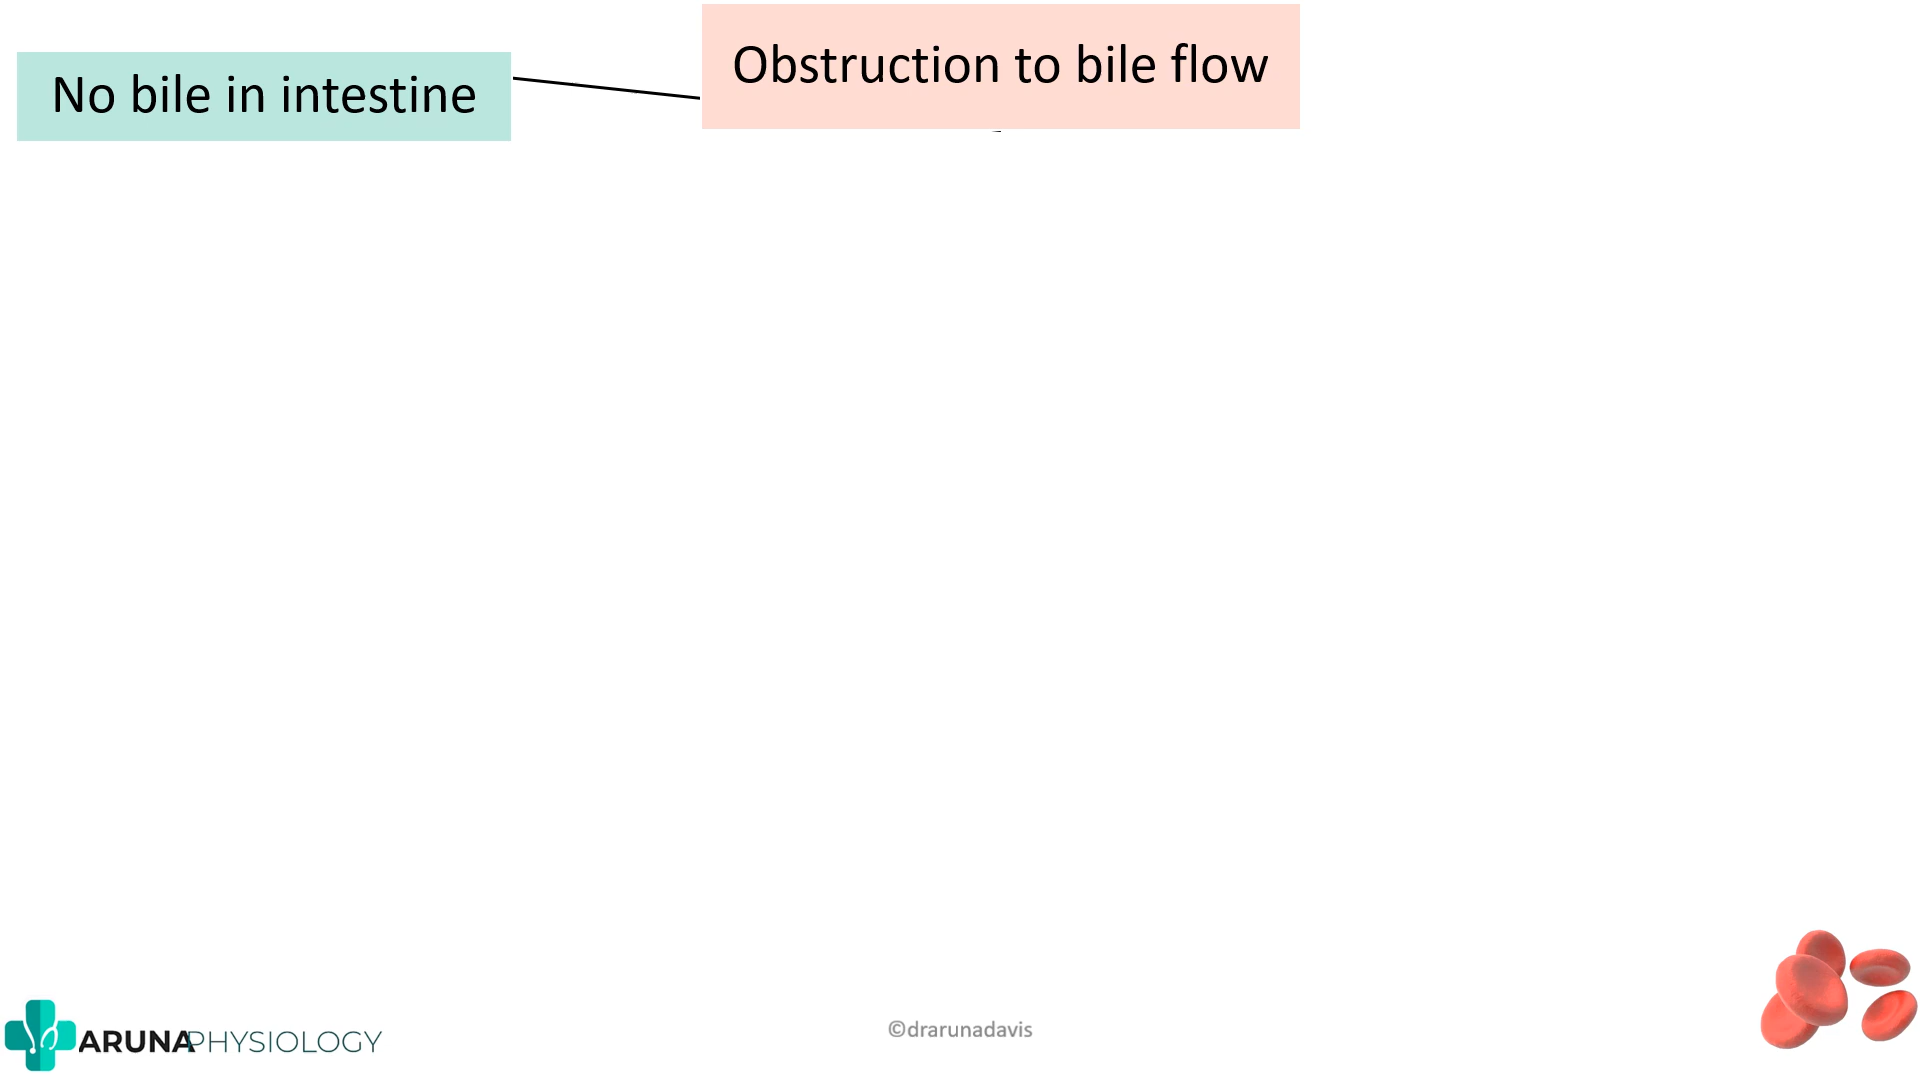 Obstruction to bile flow
No bile in intestine
ARUNAPHYSIOLOGY
©drarunadavis